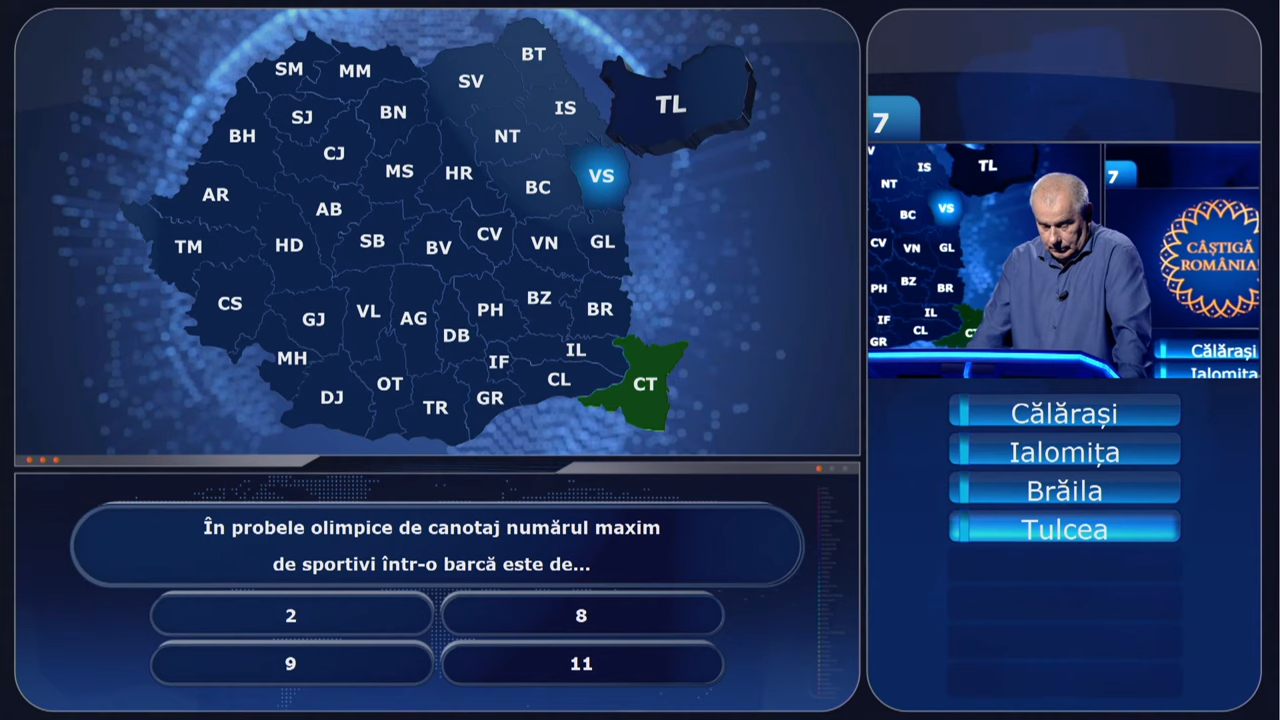 BT
SM
MM
SV
TL
SJ
BN
IS
BH
NT
CJ
MS
HR
BC
VS
AR
AB
TM
HD
SB
BV
CV
VN
GL
CS
GJ
VL
AG
PH
BZ
BR
DB
MH
IF
IL
DJ
OT
TR
GR
CL
CT
În probele olimpice de canotaj numărul maxim
de sportivi într-o barcă este de...
2
8
9
11
7
V
IS
TL
NT
7
BC
VS
CV
VN
GL
CÂȘTIGĂ
ROMÂNIA!
PH
BZ
BR
IF
IL
CL
GR
Călărași
Ialomița
Călărași
Ialomița
Brăila
Tulcea